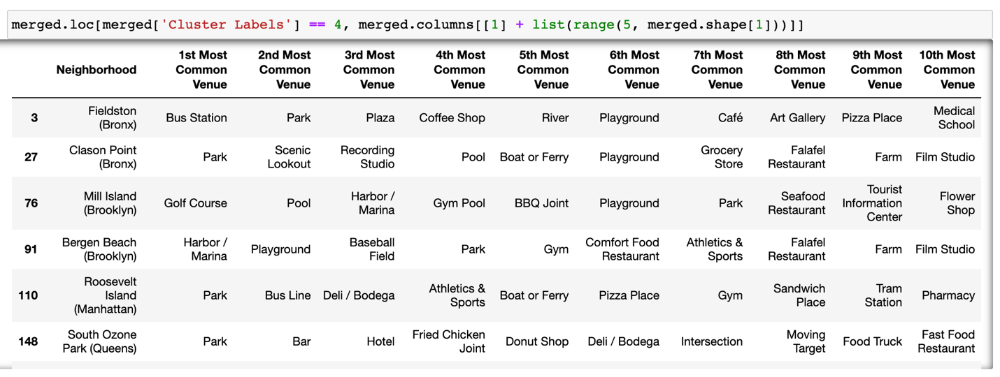 merged.loc[merged['Cluster Labels'] == 4, merged.columns[[1] + list(range(5, merged.shape[1]))]]
Neighborhood 1st Most Common Venue 2nd Most Common Venue 3rd Most Common Venue 4th Most Common Venue 5th Most Common Venue 6th Most Common Venue 7th Most Common Venue 8th Most Common Venue 9th Most Common Venue 10th Most Common Venue
3 Fieldston (Bronx) Bus Station Park Plaza Coffee Shop River Playground Café Art Gallery Pizza Place Medical School
27 Clason Point (Bronx) Park Scenic Lookout Recording Studio Pool Boat or Ferry Playground Grocery Store Falafel Restaurant Farm Film Studio
76 Mill Island (Brooklyn) Golf Course Pool Harbor / Marina Gym Pool BBQ Joint Playground Park Seafood Restaurant Tourist Information Center Flower Shop
91 Bergen Beach (Brooklyn) Harbor / Marina Playground Baseball Field Park Gym Comfort Food Restaurant Athletics & Sports Falafel Restaurant Farm Film Studio
110 Roosevelt Island (Manhattan) Park Bus Line Deli / Bodega Athletics & Sports Boat or Ferry Pizza Place Gym Sandwich Place Tram Station Pharmacy
148 South Ozone Park (Queens) Park Bar Hotel Fried Chicken Joint Donut Shop Deli / Bodega Intersection Moving Target Food Truck Fast Food Restaurant